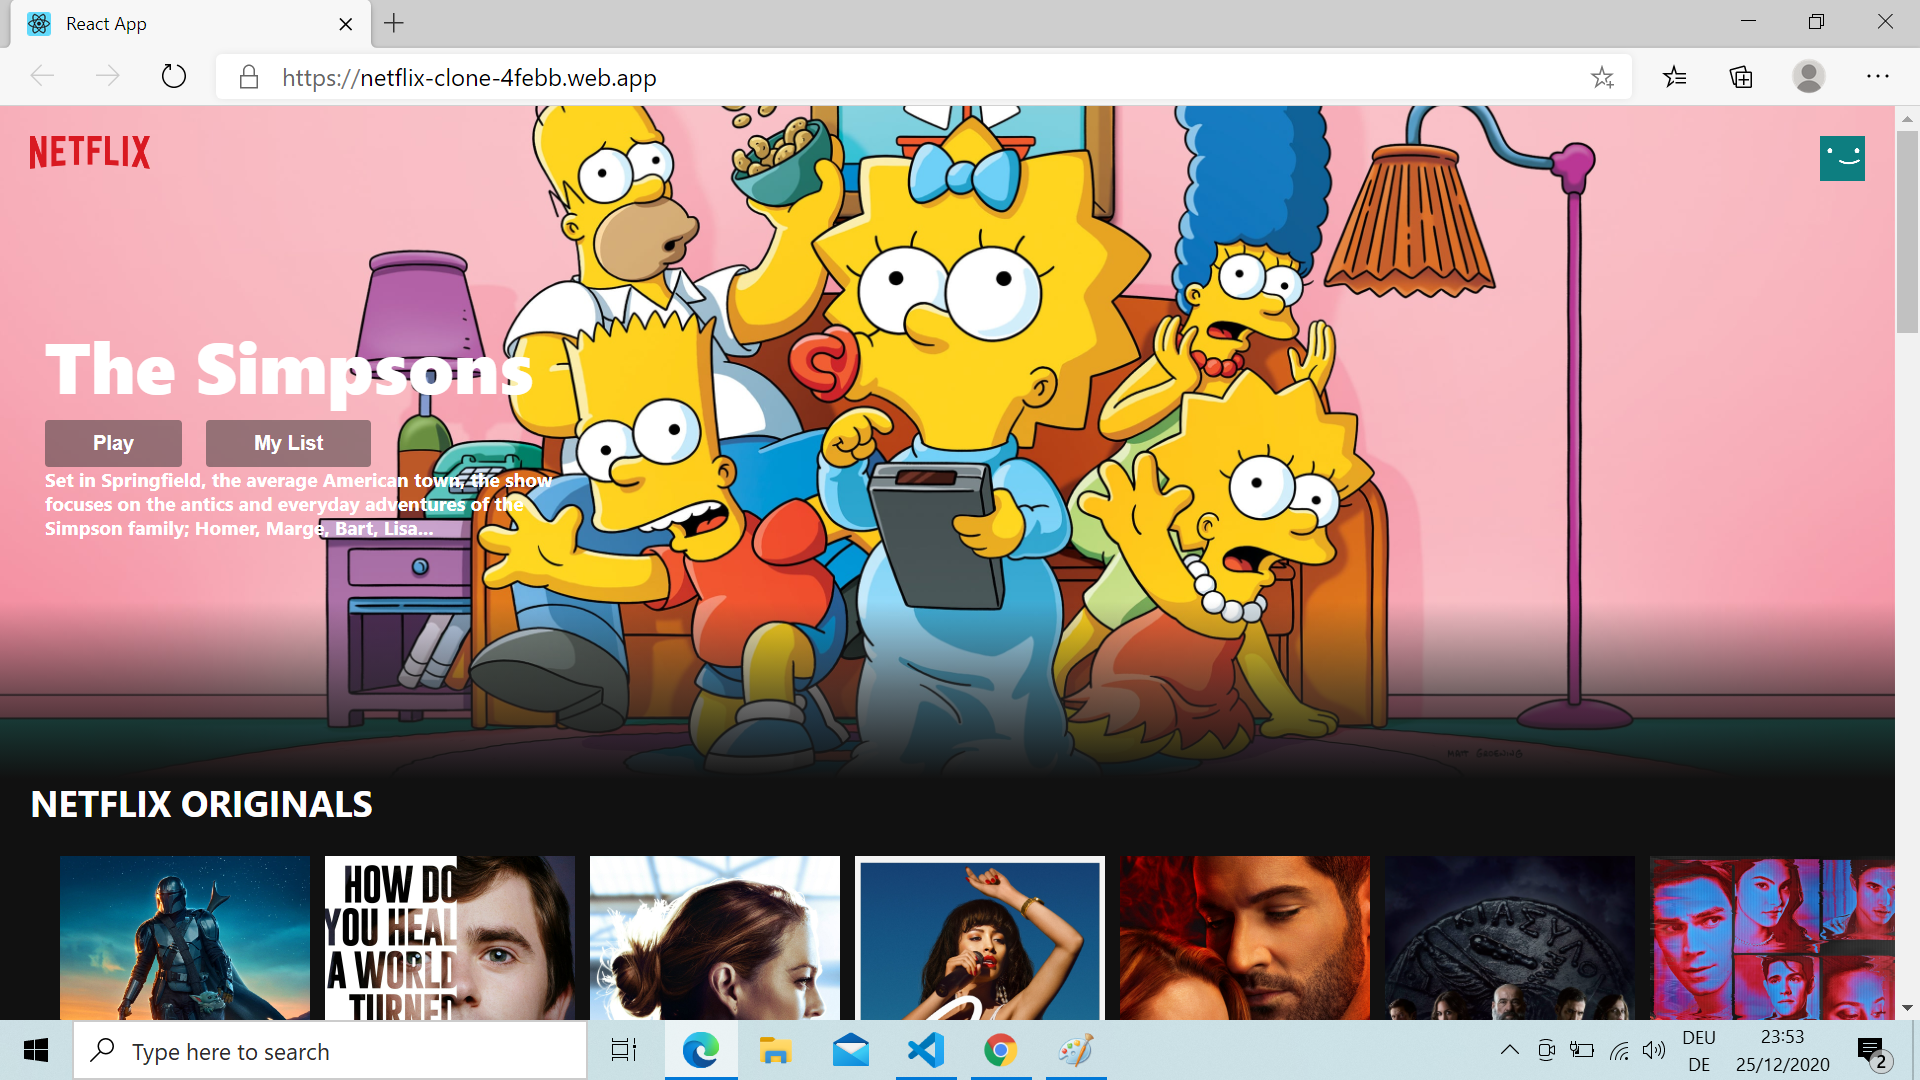 React App
https://netflix-clone-4febb.web.app
NETFLIX
The Simpsons
Play
My List
Set in Springfield, the average American town, the show
focuses on the antics and everyday adventures of the
Simpson family; Homer, Marge, Bart, Lisa...
MATT GROENING
NETFLIX ORIGINALS
HOW DO
YOU HEAL
A WORLD
TURNED
Type here to search
DEU
DE
23:53
25/12/2020
2